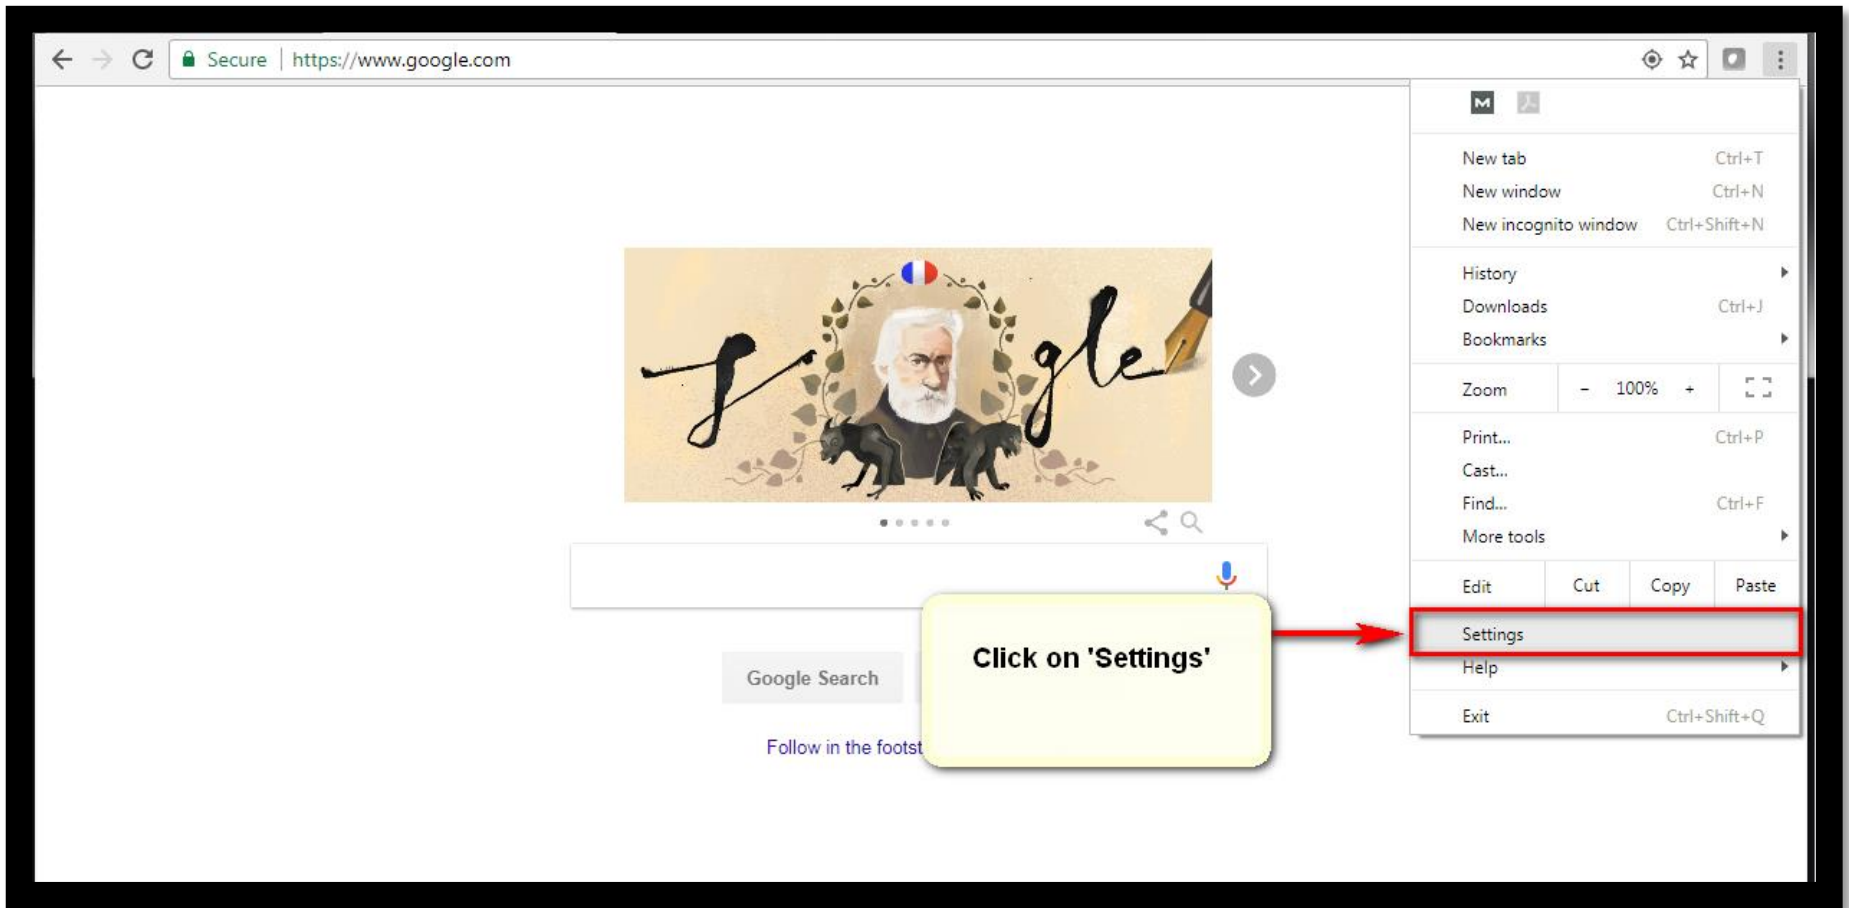 Secure | https://www.google.com
New tab Ctrl+T
New window Ctrl+N
New incognito window Ctrl+Shift+N
History
Downloads Ctrl+J
Bookmarks
Zoom - 100% +
Print... Ctrl+P
Cast...
Find... Ctrl+F
More tools
Edit Cut Copy Paste
Settings
Help
Exit Ctrl+Shift+Q
gle
Click on 'Settings'
Google Search
Follow in the footst